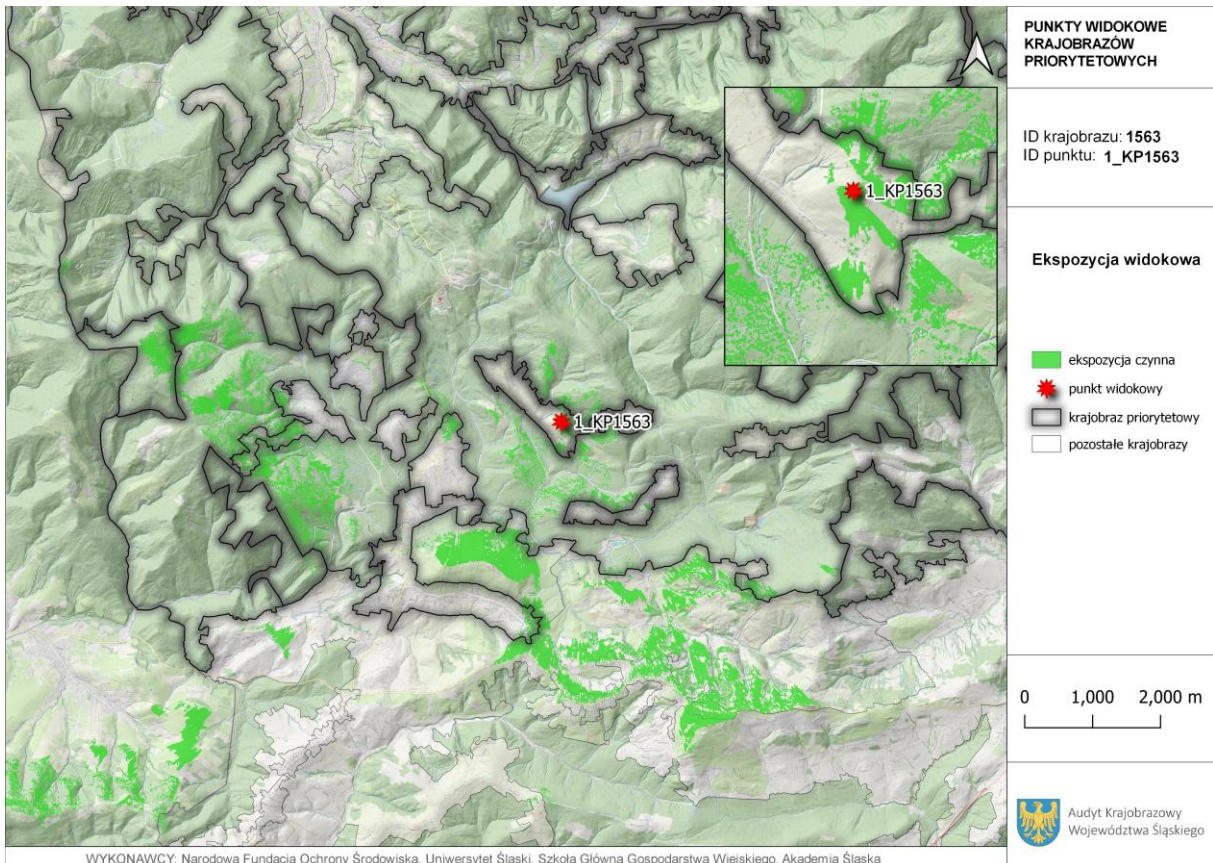 PUNKTY WIDOKOWE
KRAJOBRAZÓW
PRIORYTETOWYCH
ID krajobrazu: 1563
ID punktu: 1_KP1563
Ekspozycja widokowa
ekspozycja czynna
punkt widokowy
krajobraz priorytetowy
pozostałe krajobrazy
1_KP1563
1_KP1563
0 1,000 2,000 m
Audyt Krajobrazowy
Województwa Śląskiego
WYKONAWCY: Narodowa Fundacja Ochrony Środowiska, Uniwersytet Śląski, Szkoła Główna Gospodarstwa Wiejskiego, Akademia Śląska